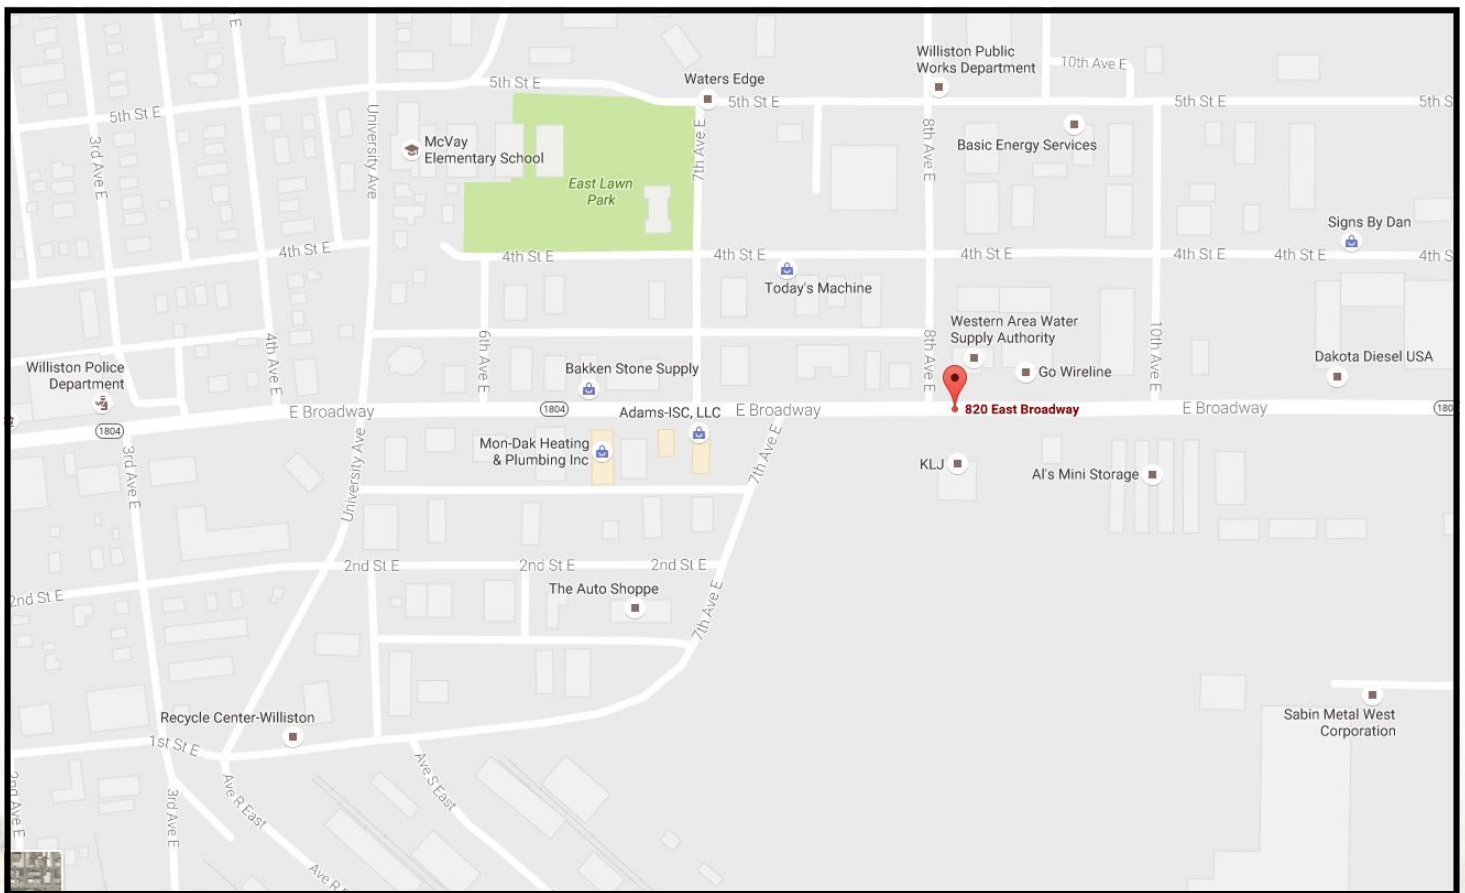 E
Williston Public
Works Department
10th Ave E
Waters Edge
5th St E
5th St E
5th St E
5th S
5th St E
University Ave
3rd Ave E
McVay
Elementary School
7th Ave E
8th Ave E
Basic Energy Services
East Lawn
Park
Signs By Dan
4th St E
4th St E
4th St E
4th St E
4th St E
4th St E
4th S
Today's Machine
4th Ave E
6th Ave E
8th Ave E
10th Ave E
Western Area Water
Supply Authority
Williston Police
Department
Bakken Stone Supply
Go Wireline
Dakota Diesel USA
E Broadway
1804
Adams-ISC, LLC
E Broadway
820 East Broadway
E Broadway
180
1804
Mon-Dak Heating
& Plumbing Inc
3rd Ave E
University Ave
7th Ave E
KLJ
Al's Mini Storage
2nd St E
2nd St E
2nd St E
2nd St E
The Auto Shoppe
7th Ave E
Recycle Center-Williston
Sabin Metal West
Corporation
1st St E
2nd Ave E
3rd Ave E
Ave R East
Ave S East
Ave R